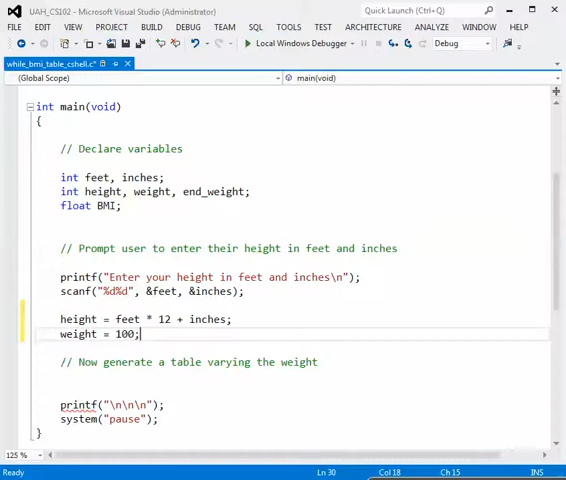 UAH_CS102 - Microsoft Visual Studio (Administrator)
Quick Launch (Ctrl+Q)
FILE EDIT VIEW PROJECT BUILD DEBUG TEAM SQL TOOLS TEST ARCHITECTURE ANALYZE WINDOW HELP
Local Windows Debugger Debug
while_bmi_table_cshell.c*
(Global Scope) main(void)
int main(void)
{
// Declare variables
int feet, inches;
int height, weight, end_weight;
float BMI;
// Prompt user to enter their height in feet and inches
printf("Enter your height in feet and inches\n");
scanf("%d%d", &feet, &inches);
height = feet * 12 + inches;
weight = 100;
// Now generate a table varying the weight
printf("\n\n\n");
system("pause");
}
125 %
Ready Ln 30 Col 18 Ch 15 INS